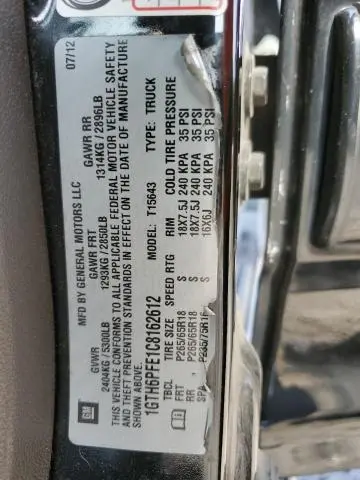 MFD BY GENERAL MOTORS LLC
07/12
GVWR GAWR FRT GAWR RR
2404KG / 5300LB 1293KG / 2850LB 1314KG / 2896LB
THIS VEHICLE CONFORMS TO ALL APPLICABLE FEDERAL MOTOR VEHICLE SAFETY
BUMPER, AND THEFT PREVENTION STANDARDS IN EFFECT ON THE DATE OF MANUFACTURE
SHOWN ABOVE.
1GTH6PFE1C8162612 MODEL: T15643 TYPE: TRUCK
TBCL TIRE SIZE SPEED RTG RIM COLD TIRE PRESSURE
FRT P265/65R18 S 18X7.5J 240 KPA 35 PSI
RR P265/65R18 S 18X7.5J 240 KPA 35 PSI
SPA P235/75R16 S 16X6J 240 KPA 35 PSI
GM